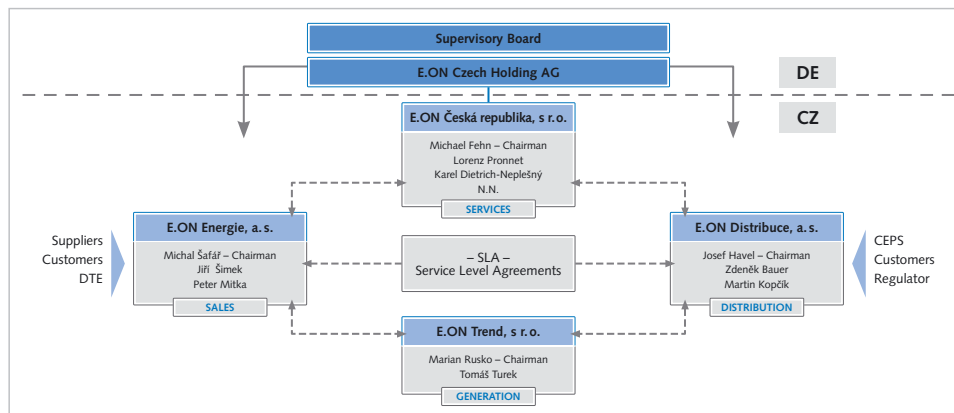 Supervisory Board
E.ON Czech Holding AG
DE
CZ
E.ON Česká republika, s r.o.
Michael Fehn – Chairman
Lorenz Pronnet
Karel Dietrich-Neplešný
N.N.
SERVICES
Suppliers
Customers
DTE
E.ON Energie, a. s.
Michal Šafář – Chairman
Jiří Šimek
Peter Mitka
SALES
– SLA –
Service Level Agreements
E.ON Distribuce, a. s.
Josef Havel – Chairman
Zdeněk Bauer
Martin Kopčík
DISTRIBUTION
CEPS
Customers
Regulator
E.ON Trend, s r.o.
Marian Rusko – Chairman
Tomáš Turek
GENERATION